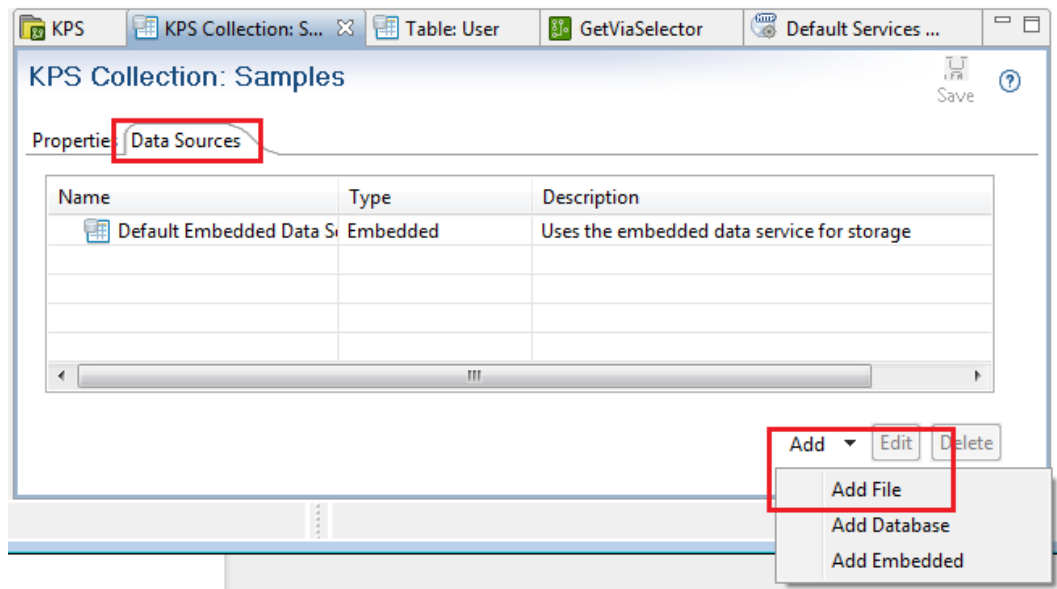 KPS KPS Collection: S... Table: User GetViaSelector Default Services ...
KPS Collection: Samples
Save
Properties Data Sources
Name Type Description
Default Embedded Data S Embedded Uses the embedded data service for storage
Add Edit Delete
Add File
Add Database
Add Embedded